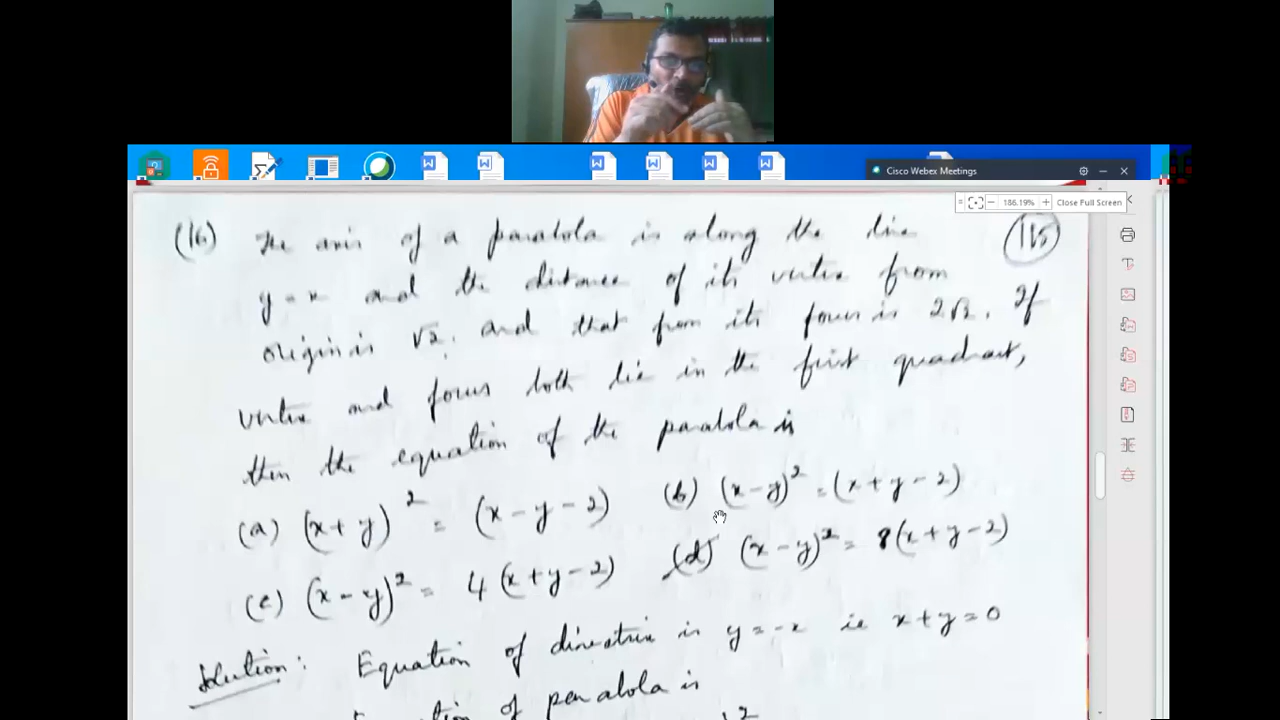 Cisco Webex Meetings
186.19% Close Full Screen
(16) The axis of a parabola is along the line (115)
y = x and the distance of its vertex from
origin is √2, and that from its focus is 2√2. If
vertex and focus both lie in the first quadrant,
then the equation of the parabola is
(a) (x+y)² = (x-y-2) (b) (x-y)² = (x+y-2)
(c) (x-y)² = 4(x+y-2) (d) (x-y)² = 8(x+y-2)
Solution: Equation of directrix is y = -x ie x+y=0
of parabola is